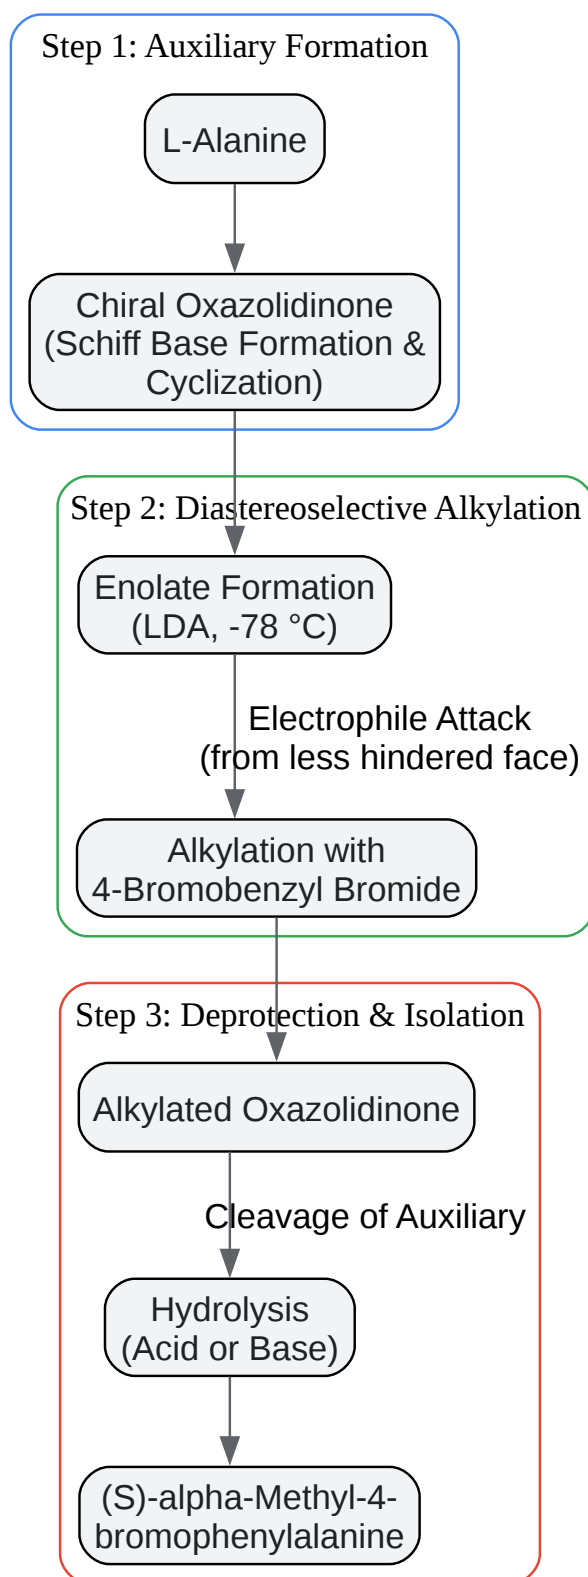 Step 1: Auxiliary Formation
L-Alanine
Chiral Oxazolidinone
(Schiff Base Formation &
Cyclization)
Step 2: Diastereoselective Alkylation
Enolate Formation
(LDA, -78 °C)
Electrophile Attack
(from less hindered face)
Alkylation with
4-Bromobenzyl Bromide
Step 3: Deprotection & Isolation
Alkylated Oxazolidinone
Cleavage of Auxiliary
Hydrolysis
(Acid or Base)
(S)-alpha-Methyl-4-
bromophenylalanine